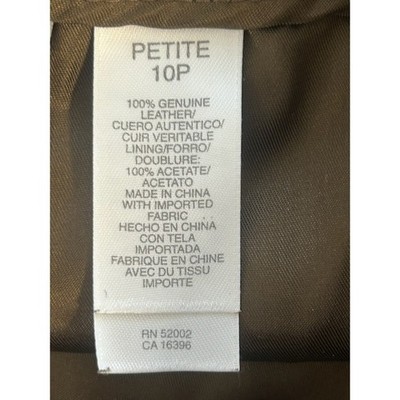 PETITE
10P
100% GENUINE
LEATHER/
CUERO AUTENTICO/
CUIR VERITABLE
LINING/FORRO/
DOUBLURE:
100% ACETATE/
ACETATO
MADE IN CHINA
WITH IMPORTED
FABRIC
HECHO EN CHINA
CON TELA
IMPORTADA
FABRIQUE EN CHINE
AVEC DU TISSU
IMPORTE
RN 52002
CA 16396